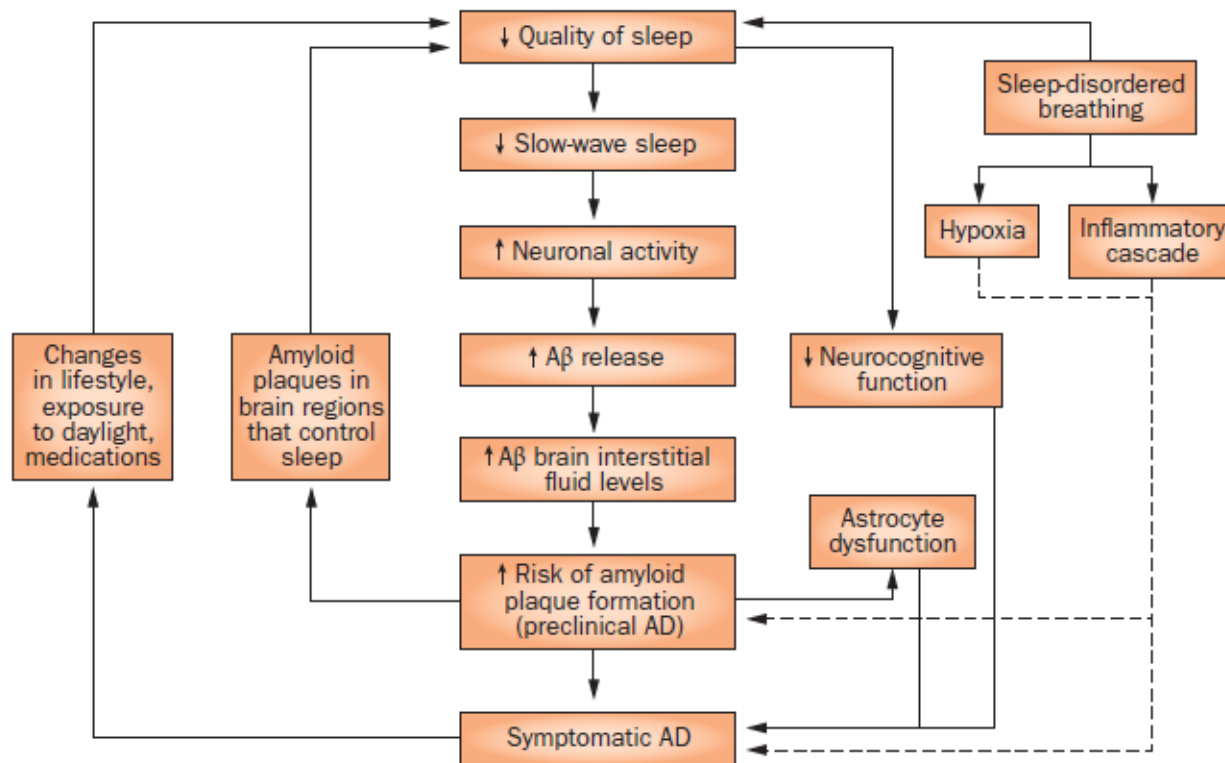 ↓ Quality of sleep
Sleep-disordered
breathing
↓ Slow-wave sleep
Hypoxia
Inflammatory
cascade
↑ Neuronal activity
Changes
in lifestyle,
exposure
to daylight,
medications
Amyloid
plaques in
brain regions
that control
sleep
↑ Aβ release
↓ Neurocognitive
function
↑ Aβ brain interstitial
fluid levels
Astrocyte
dysfunction
↑ Risk of amyloid
plaque formation
(preclinical AD)
Symptomatic AD